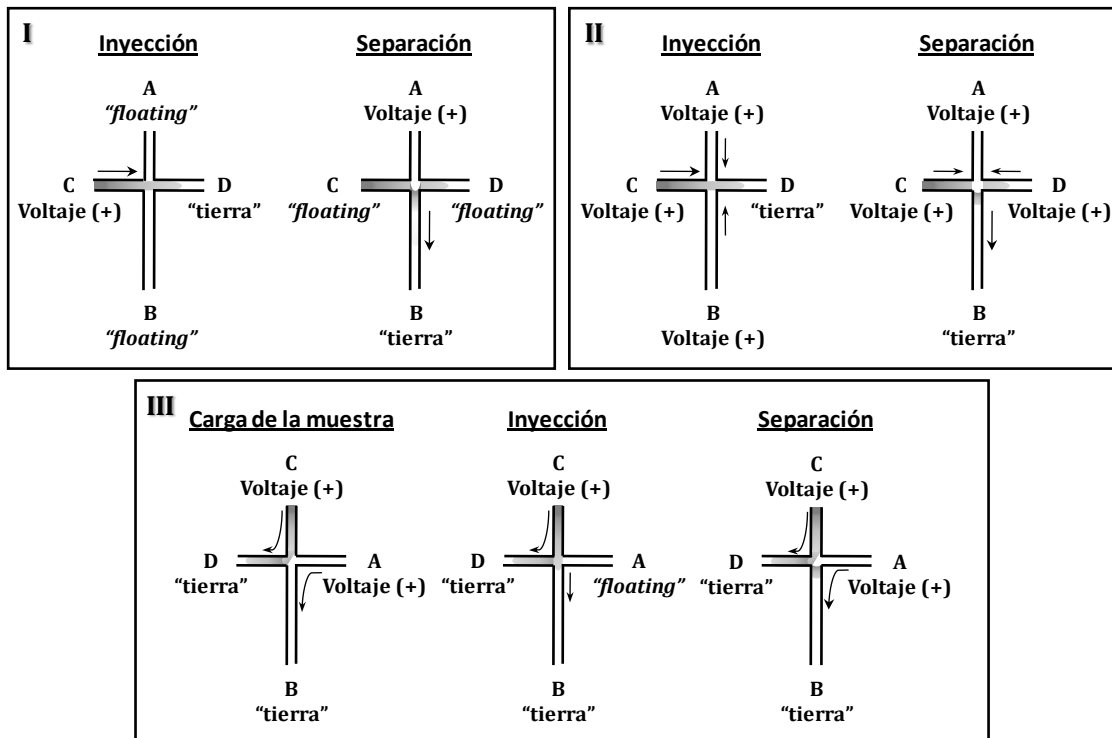 I
Inyección
A
“floating”
C
Voltaje (+)
D
“tierra”
B
“floating”
Separación
A
Voltaje (+)
C
“floating”
D
“floating”
B
“tierra”
II
Inyección
A
Voltaje (+)
C
Voltaje (+)
D
“tierra”
B
Voltaje (+)
Separación
A
Voltaje (+)
C
Voltaje (+)
D
Voltaje (+)
B
“tierra”
III
Carga de la muestra
C
Voltaje (+)
D
“tierra”
A
Voltaje (+)
B
“tierra”
Inyección
C
Voltaje (+)
D
“tierra”
A
“floating”
B
“tierra”
Separación
C
Voltaje (+)
D
“tierra”
A
Voltaje (+)
B
“tierra”